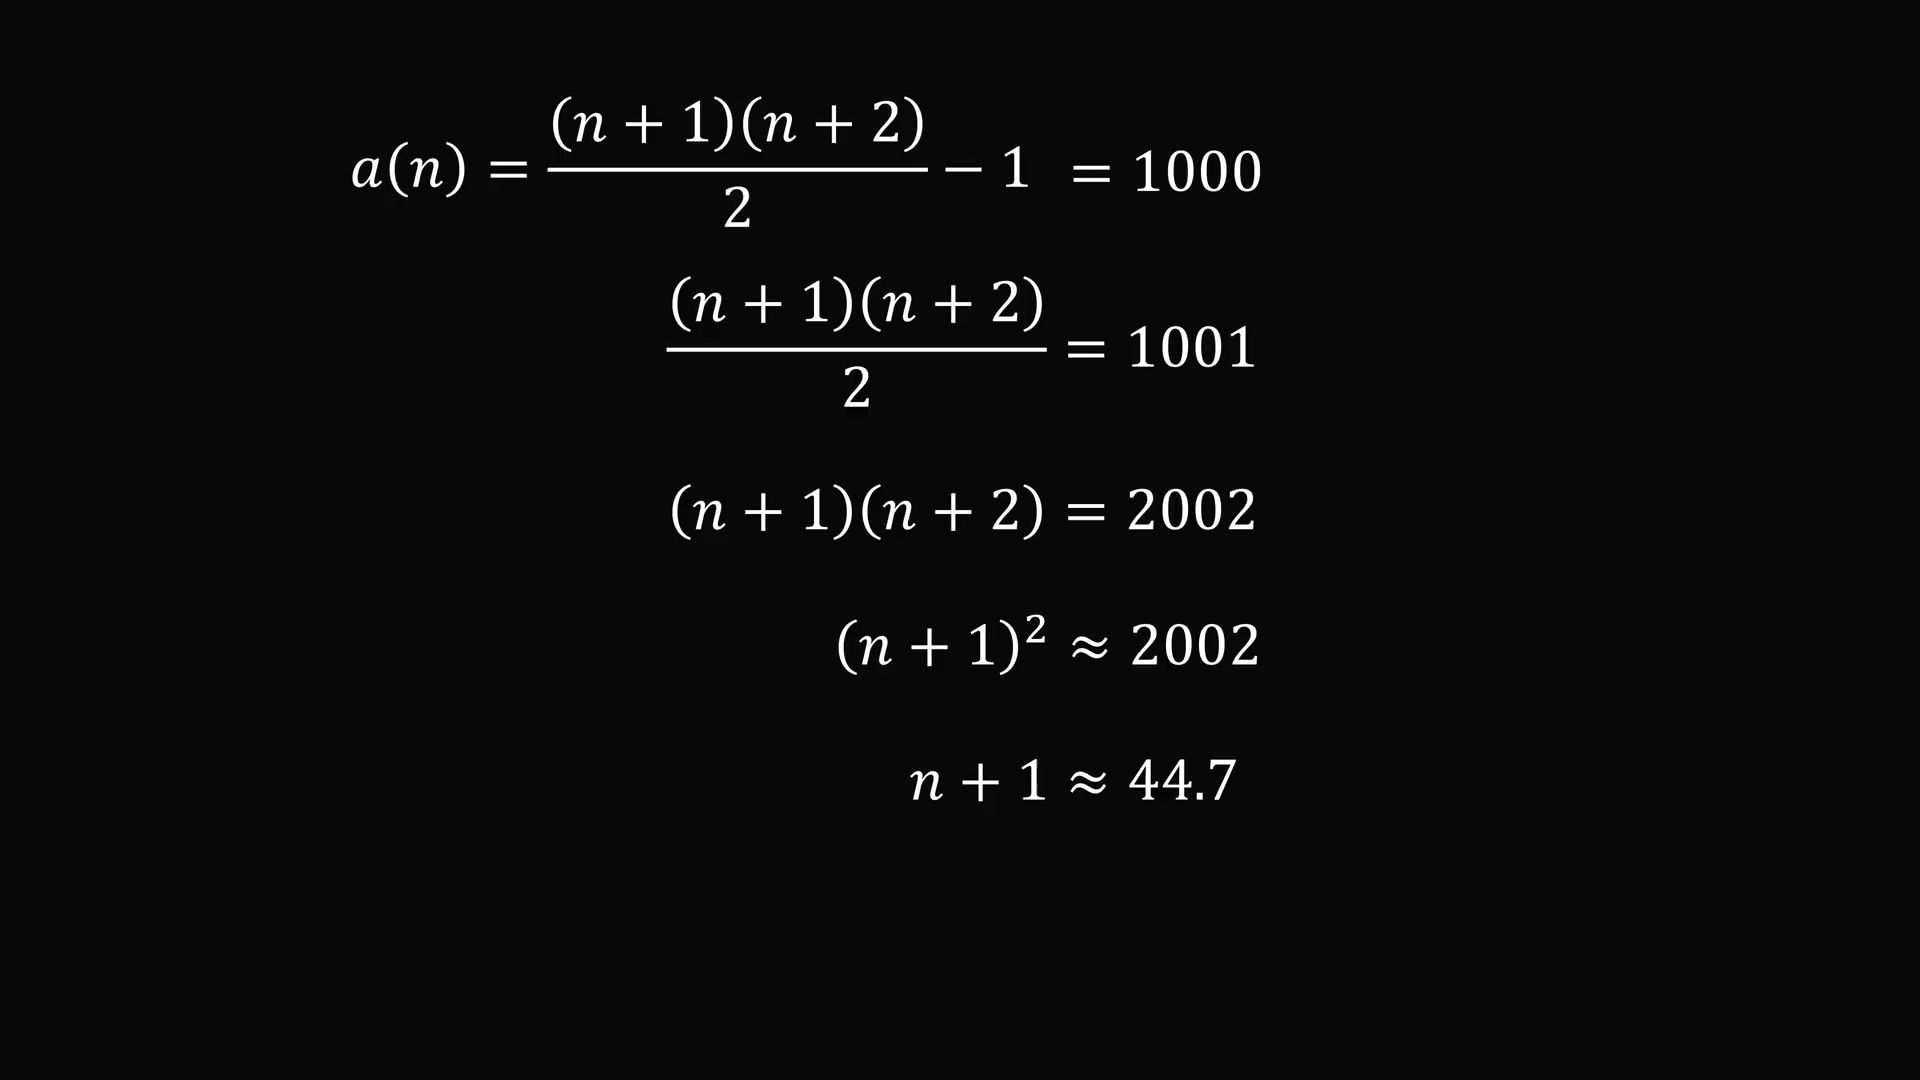 a(n) = (n + 1)(n + 2)/2 − 1 = 1000
(n + 1)(n + 2)/2 = 1001
(n + 1)(n + 2) = 2002
(n + 1)² ≈ 2002
n + 1 ≈ 44.7